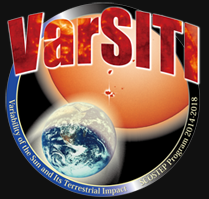 VarSITI
Variability of the Sun and Its Terrestrial Impact
SCOSTEP Program 2014-2018